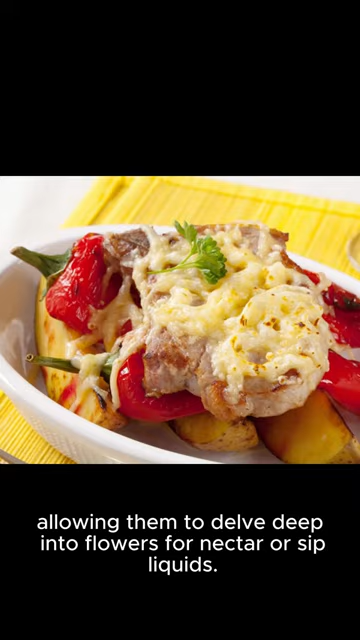 allowing them to delve deep
into flowers for nectar or sip
liquids.